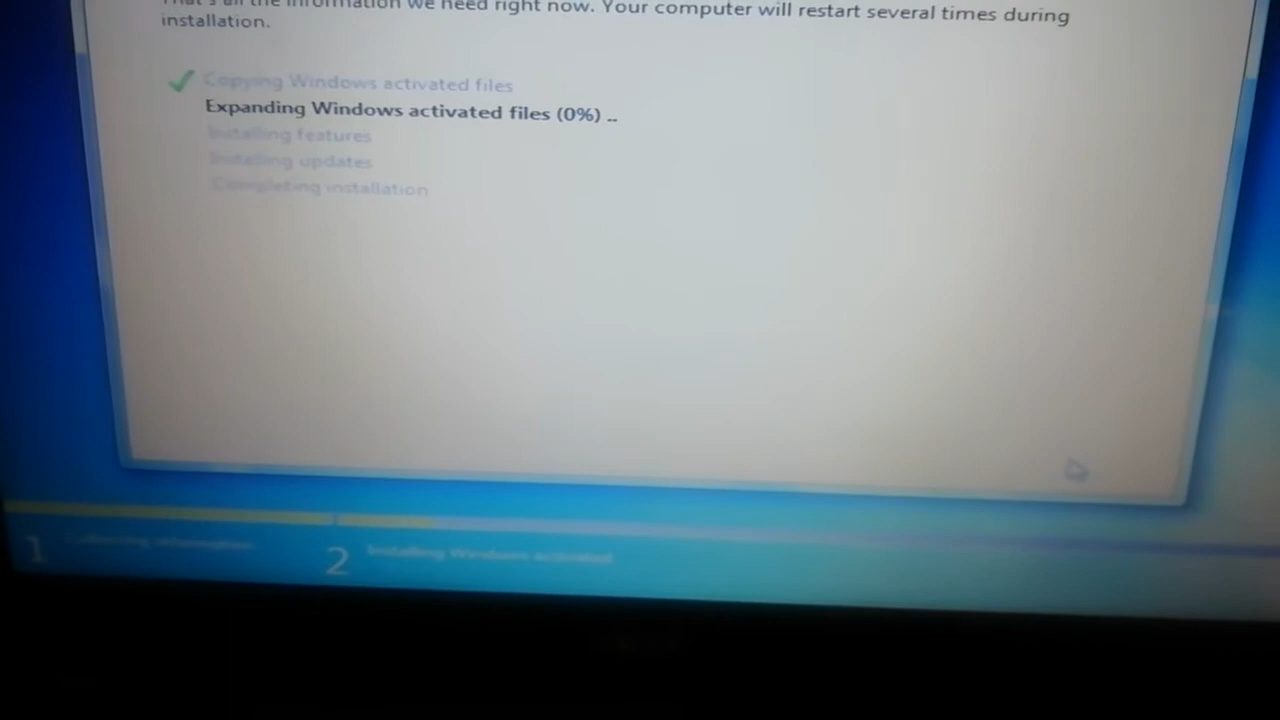 That's all the information we need right now. Your computer will restart several times during
installation.
Copying Windows activated files
Expanding Windows activated files (0%) ..
Installing features
Installing updates
Completing installation
1 Collecting information
2 Installing Windows activated